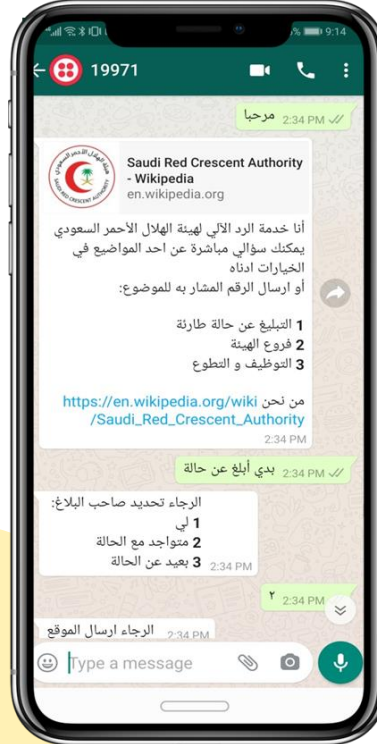 9:14
19971
مرحبا
2:34 PM
Saudi Red Crescent Authority
- Wikipedia
en.wikipedia.org
أنا خدمة الرد الآلي لهيئة الهلال الأحمر السعودي
يمكنك سؤالي مباشرة عن احد المواضيع في
الخيارات ادناه
أو ارسال الرقم المشار به للموضوع:
1 التبليغ عن حالة طارئة
2 فروع الهيئة
3 التوظيف و التطوع
من نحن https://en.wikipedia.org/wiki
/Saudi_Red_Crescent_Authority
2:34 PM
بدي أبلغ عن حالة
2:34 PM
الرجاء تحديد صاحب البلاغ:
1 لي
2 متواجد مع الحالة
3 بعيد عن الحالة
2:34 PM
٢
2:34 PM
الرجاء ارسال الموقع
2:34 PM
Type a message